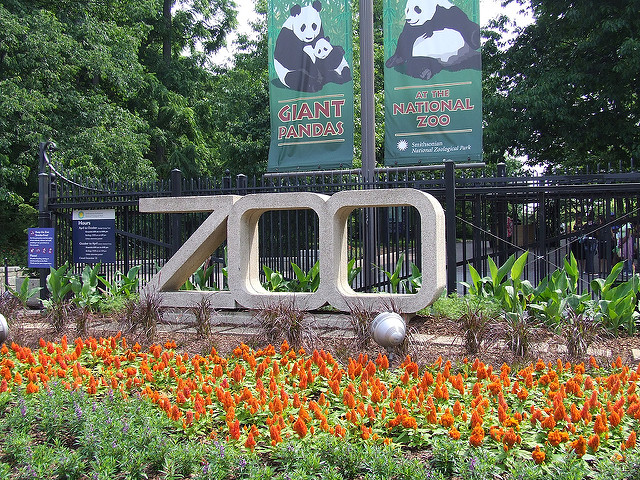 GIANT
PANDAS
AT THE
NATIONAL
ZOO
Smithsonian
National Zoological Park
ZOO
Hours